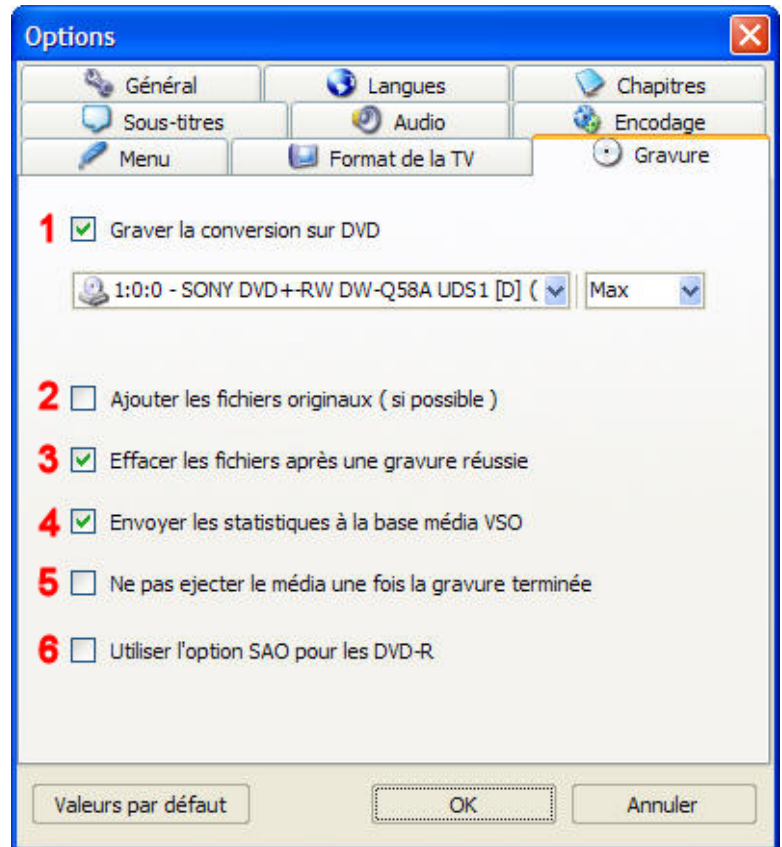 Options
Général Langues Chapitres
Sous-titres Audio Encodage
Menu Format de la TV Gravure
1 Graver la conversion sur DVD
1:0:0 - SONY DVD+-RW DW-Q58A UDS1 [D] ( Max
2 Ajouter les fichiers originaux ( si possible )
3 Effacer les fichiers après une gravure réussie
4 Envoyer les statistiques à la base média VSO
5 Ne pas ejecter le média une fois la gravure terminée
6 Utiliser l'option SAO pour les DVD-R
Valeurs par défaut OK Annuler